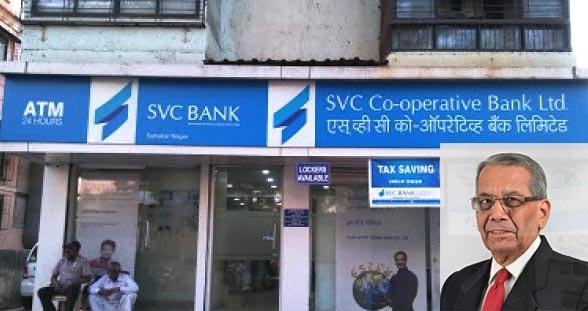 ATM
24 HOURS
SVC BANK
Sahakar Nagar
SVC Co-operative Bank Ltd.
एस् व्ही सी को-ऑपरेटिव्ह बैंक लिमिटेड
LOCKERS
AVAILABLE
TAX SAVING
SVC BANK